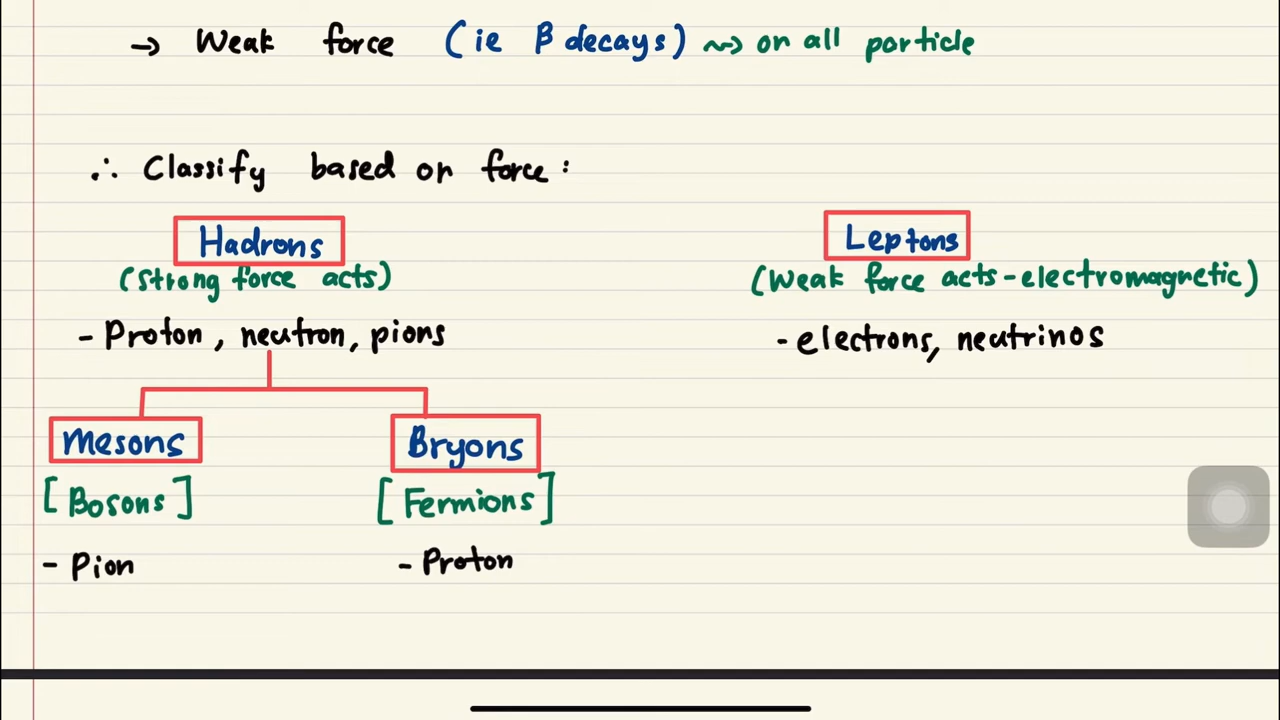 → Weak force (ie β decays) ⇝ on all particle
∴ Classify based on force:
Hadrons
(Strong force acts)
- Proton, neutron, pions
Leptons
(Weak force acts - electromagnetic)
- electrons, neutrinos
Mesons
[Bosons]
- Pion
Bryons
[Fermions]
- Proton